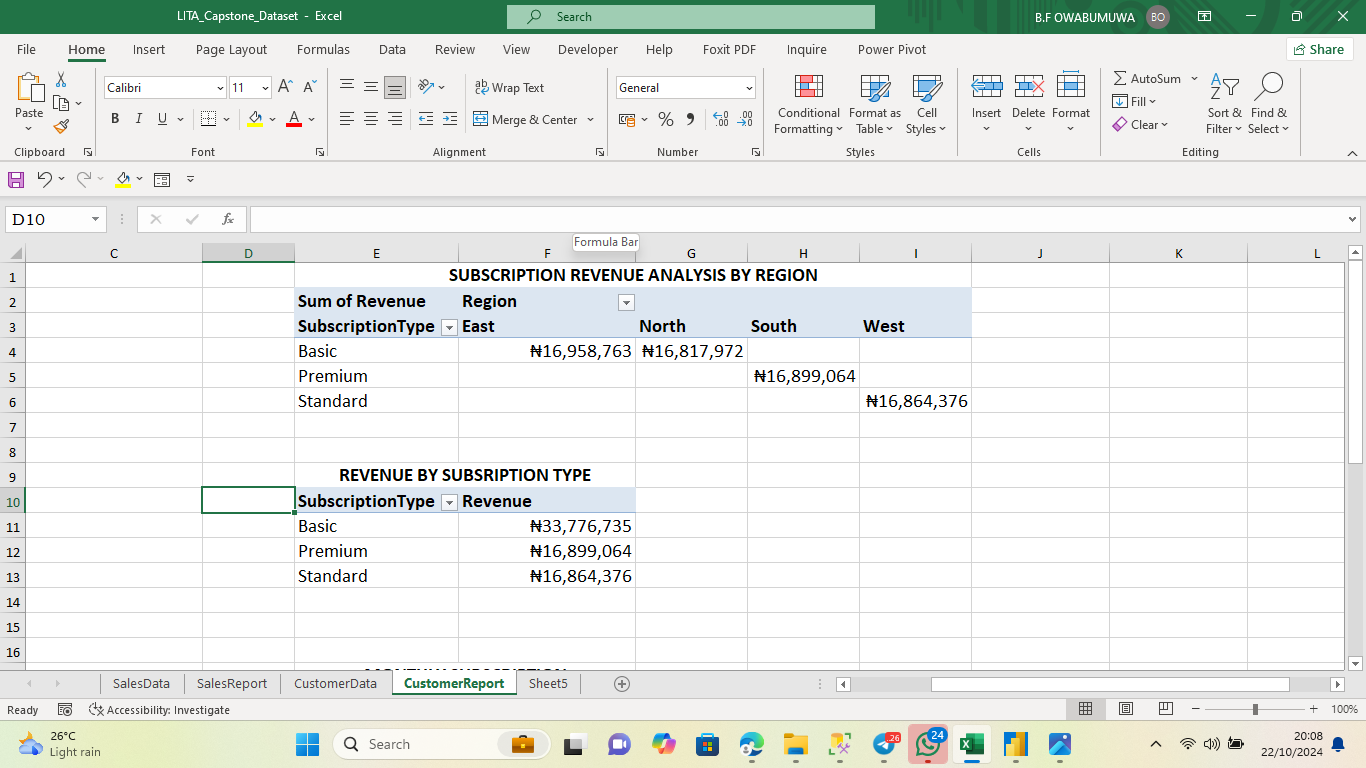 LITA_Capstone_Dataset - Excel
Search
B.F OWABUMUWA BO
File Home Insert Page Layout Formulas Data Review View Developer Help Foxit PDF Inquire Power Pivot Share
Paste
Clipboard
Calibri 11
B I U
Font
Wrap Text
Merge & Center
Alignment
General
Number
Conditional Formatting
Format as Table
Cell Styles
Styles
Insert Delete Format
Cells
AutoSum
Fill
Clear
Sort & Filter
Find & Select
Editing
D10
fx
Formula Bar
C D E F G H I J K L
1 SUBSCRIPTION REVENUE ANALYSIS BY REGION
2 Sum of Revenue Region
3 SubscriptionType East North South West
4 Basic ₦16,958,763 ₦16,817,972
5 Premium ₦16,899,064
6 Standard ₦16,864,376
7
8
9 REVENUE BY SUBSRIPTION TYPE
10 SubscriptionType Revenue
11 Basic ₦33,776,735
12 Premium ₦16,899,064
13 Standard ₦16,864,376
14
15
16
SalesData SalesReport CustomerData CustomerReport Sheet5
Ready Accessibility: Investigate 100%
26°C
Light rain
Search
26
24
20:08
22/10/2024